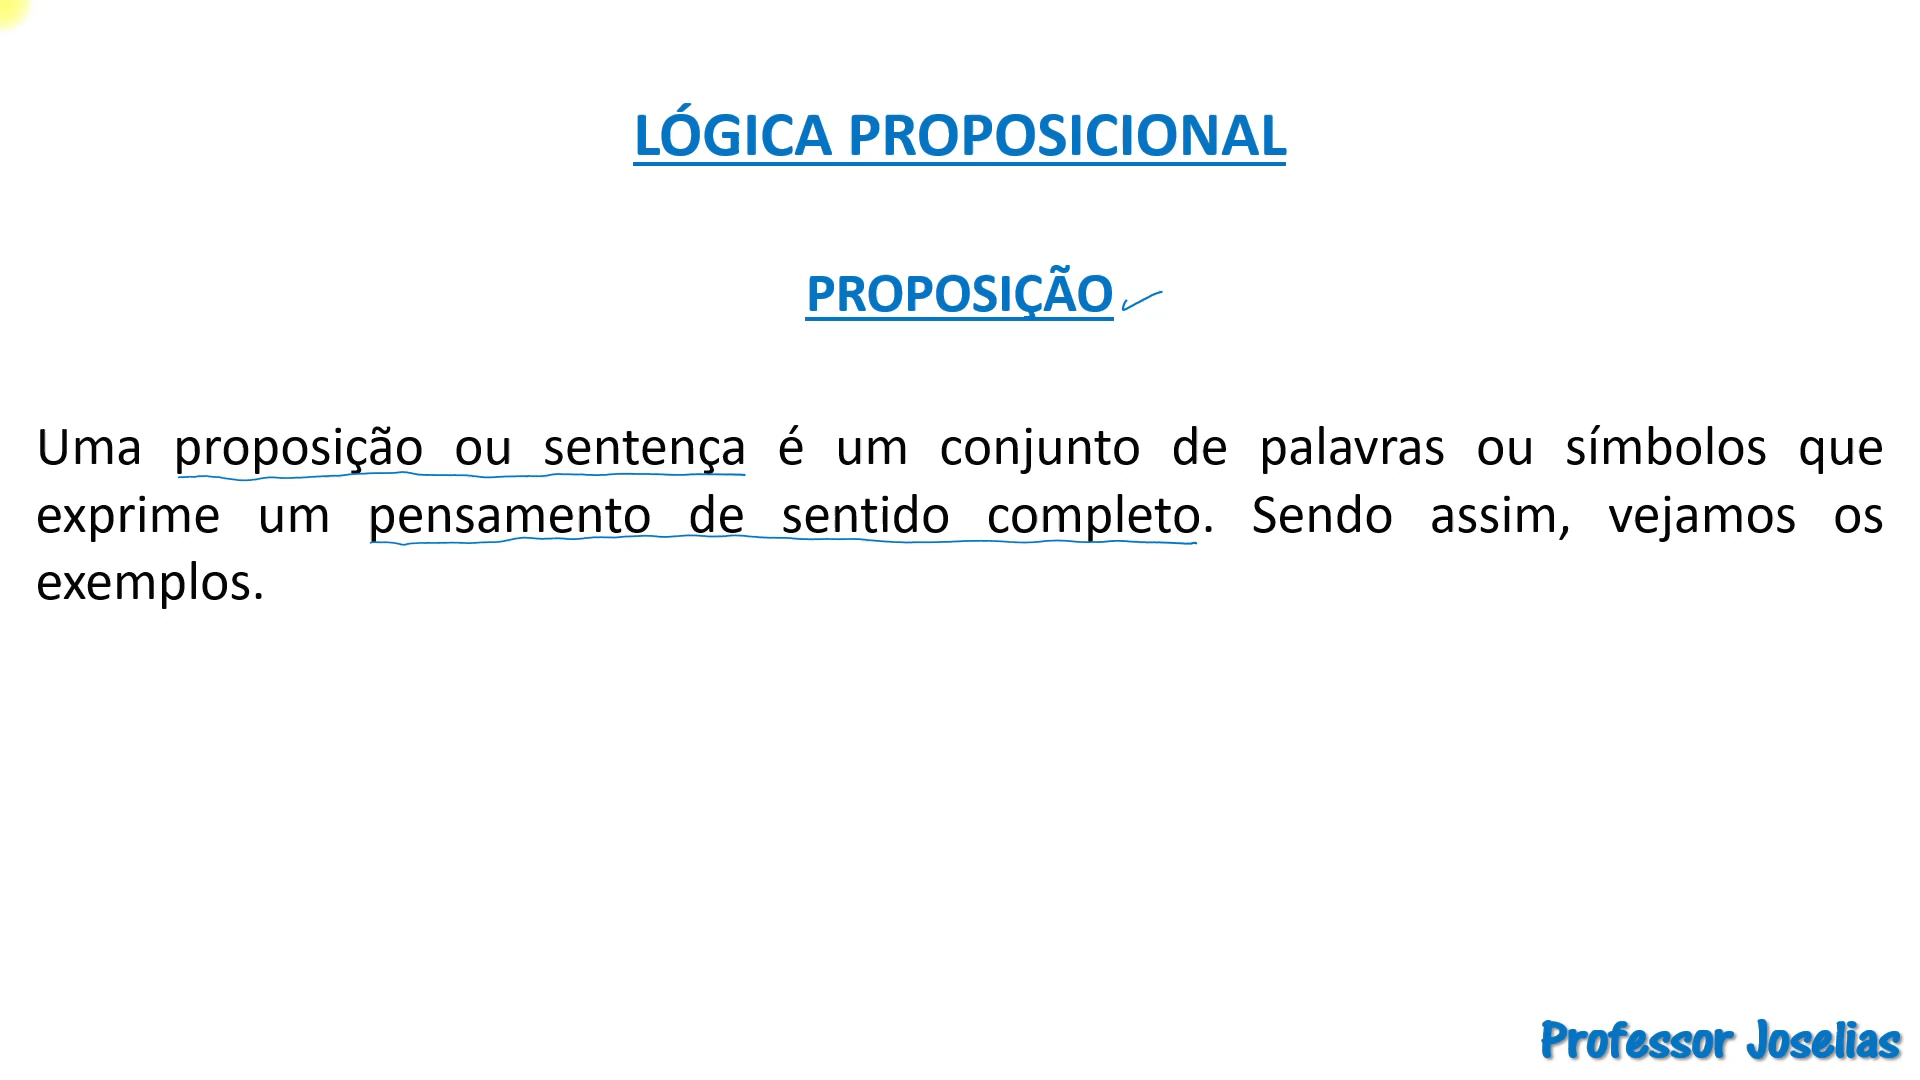 LÓGICA PROPOSICIONAL
PROPOSIÇÃO
Uma proposição ou sentença é um conjunto de palavras ou símbolos que
exprime um pensamento de sentido completo. Sendo assim, vejamos os
exemplos.
Professor Joselias